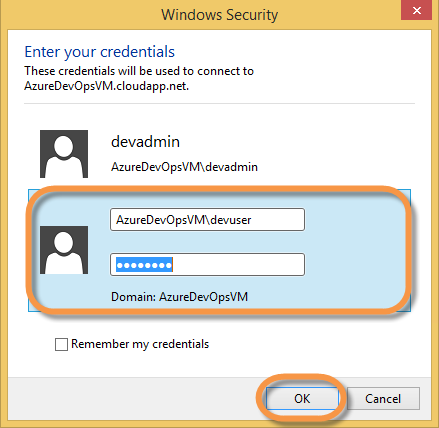 Windows Security
Enter your credentials
These credentials will be used to connect to
AzureDevOpsVM.cloudapp.net.
devadmin
AzureDevOpsVM\devadmin
AzureDevOpsVM\devuser
●●●●●●●●●
Domain: AzureDevOpsVM
Remember my credentials
OK
Cancel